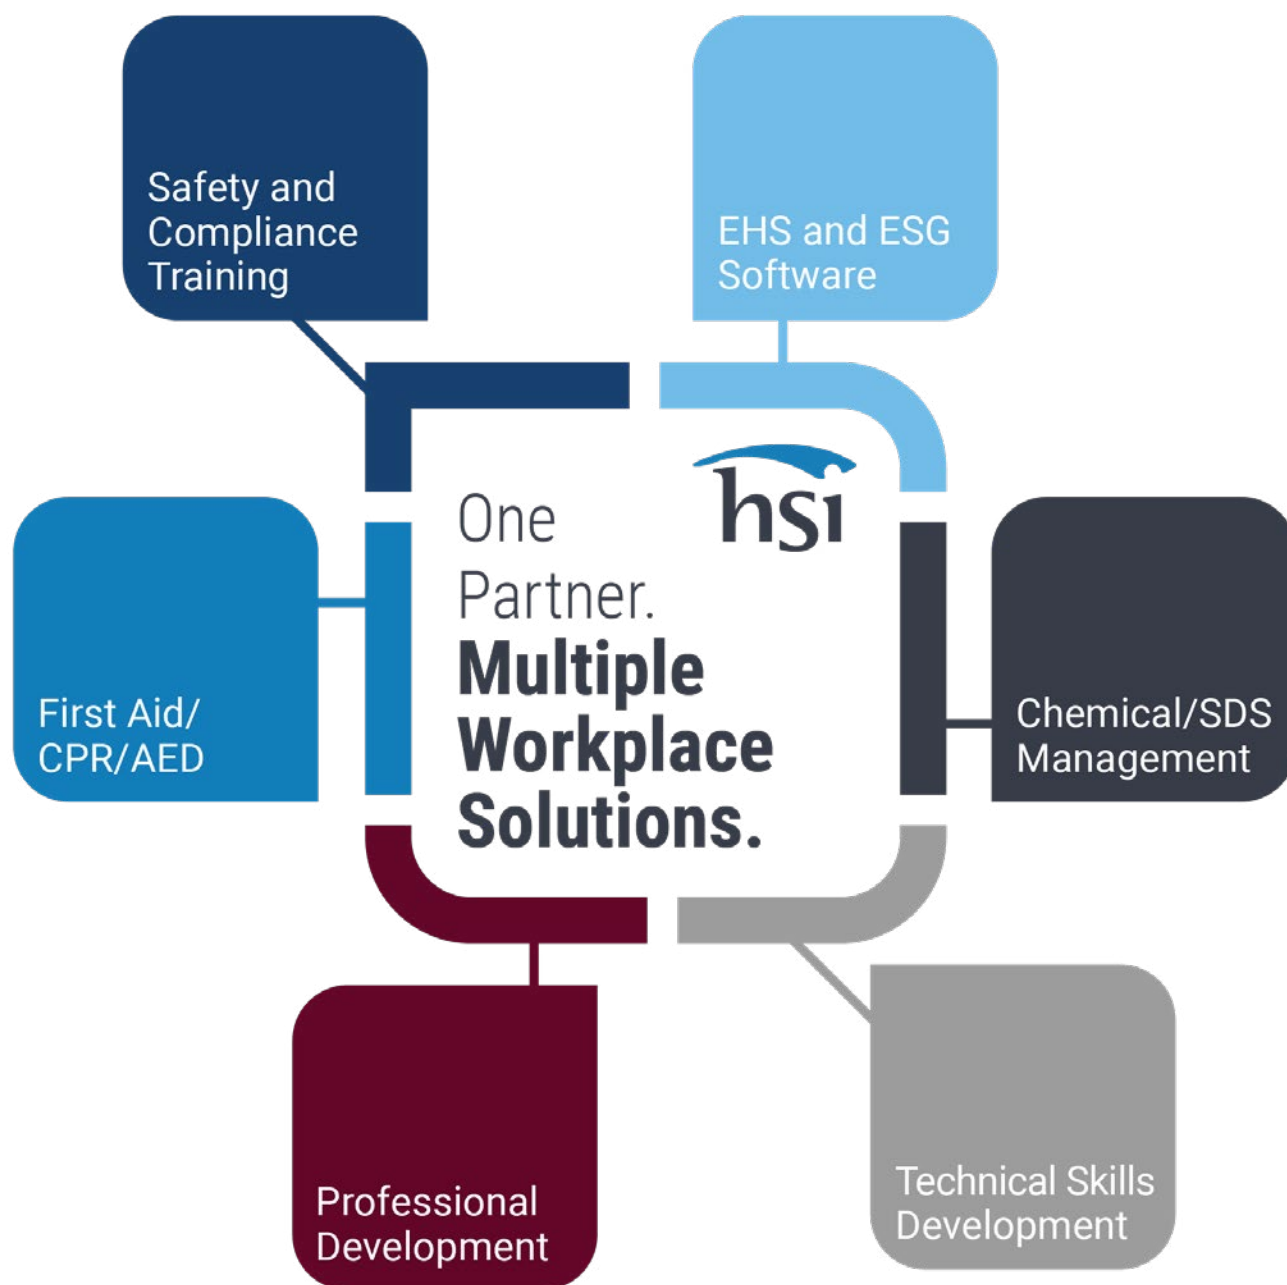 Safety and
Compliance
Training
EHS and ESG
Software
hsi
One
Partner.
Multiple
Workplace
Solutions.
First Aid/
CPR/AED
Chemical/SDS
Management
Professional
Development
Technical Skills
Development